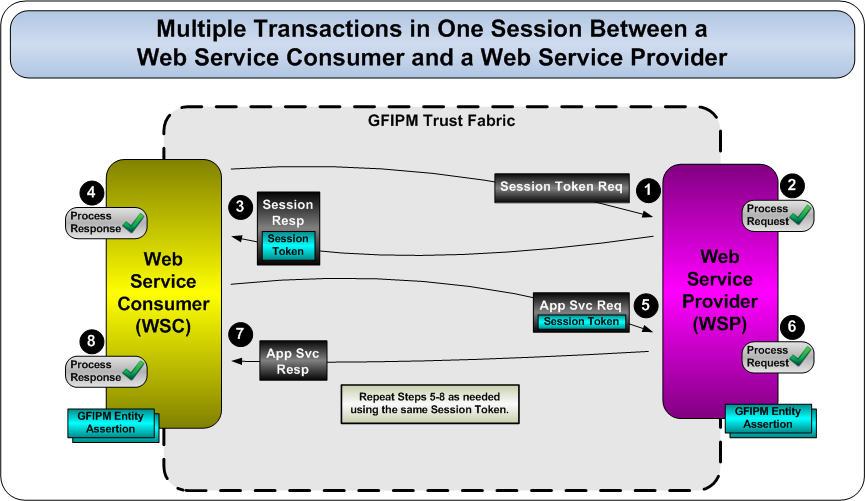 Multiple Transactions in One Session Between a
Web Service Consumer and a Web Service Provider
GFIPM Trust Fabric
4
Process
Response
3
Session
Resp
Session
Token
Session Token Req
1
2
Process
Request
Web
Service
Consumer
(WSC)
Web
Service
Provider
(WSP)
App Svc Req
Session Token
5
6
Process
Request
7
App Svc
Resp
8
Process
Response
Repeat Steps 5-8 as needed
using the same Session Token.
GFIPM Entity
Assertion
GFIPM Entity
Assertion